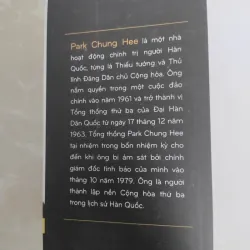 Park Chung Hee là một nhà
hoạt động chính trị người Hàn
Quốc, từng là Thiếu tướng và Thủ
lĩnh Đảng Dân chủ Cộng hòa. Ông
nắm quyền trong một cuộc đảo
chính vào năm 1961 và trở thành vị
Tổng thống thứ ba của Đại Hàn
Dân Quốc từ ngày 17 tháng 12 năm
1963. Tổng thống Park Chung Hee
tại nhiệm trong bốn nhiệm kỳ cho
đến khi ông bị ám sát bởi chính
giám đốc tình báo của mình vào
tháng 10 năm 1979. Ông là người
thành lập nên Cộng hòa thứ ba
trong lịch sử Hàn Quốc.